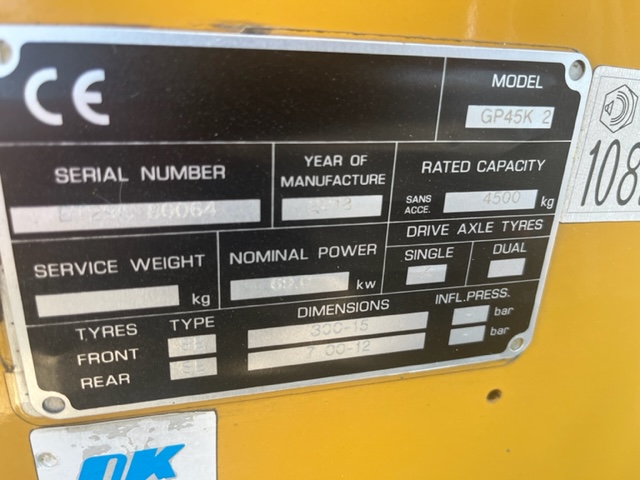 CE
MODEL
GP45K 2
SERIAL NUMBER
YEAR OF
MANUFACTURE
RATED CAPACITY
SANS
ACCE.
4500 kg
DRIVE AXLE TYRES
SINGLE
DUAL
SERVICE WEIGHT
kg
NOMINAL POWER
kw
TYRES
TYPE
DIMENSIONS
INFL.PRESS.
FRONT
300-15
bar
REAR
7 00-12
bar
108
OK